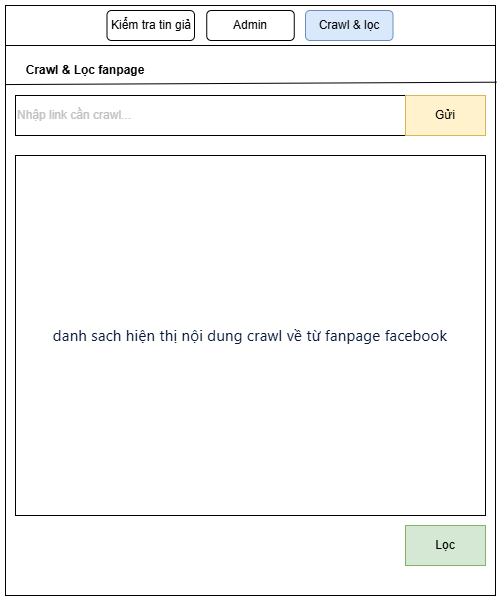 Kiểm tra tin giả
Admin
Crawl & lọc
Crawl & Lọc fanpage
Nhập link cần crawl...
Gửi
danh sach hiện thị nội dung crawl về từ fanpage facebook
Lọc